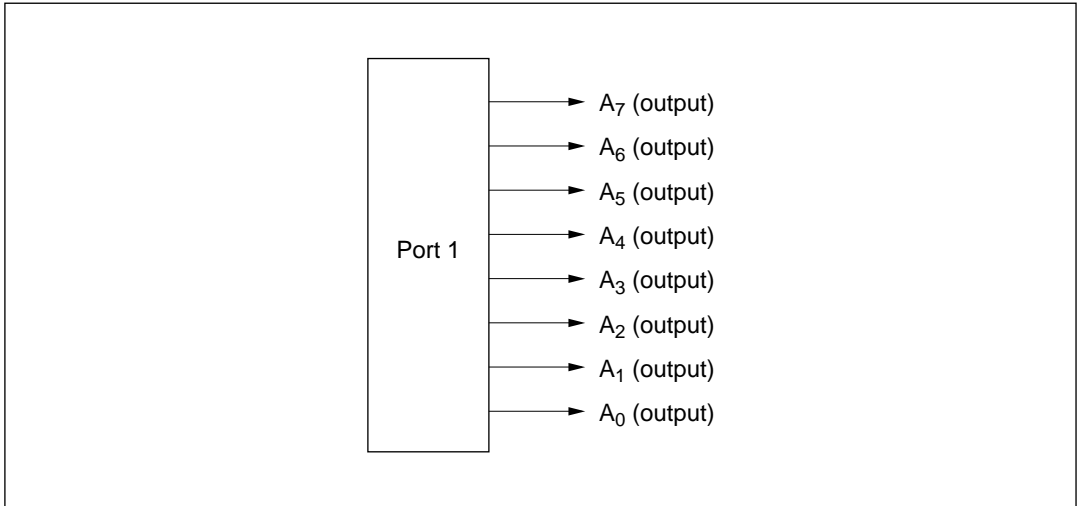 A7 (output)
A6 (output)
A5 (output)
A4 (output)
Port 1
A3 (output)
A2 (output)
A1 (output)
A0 (output)